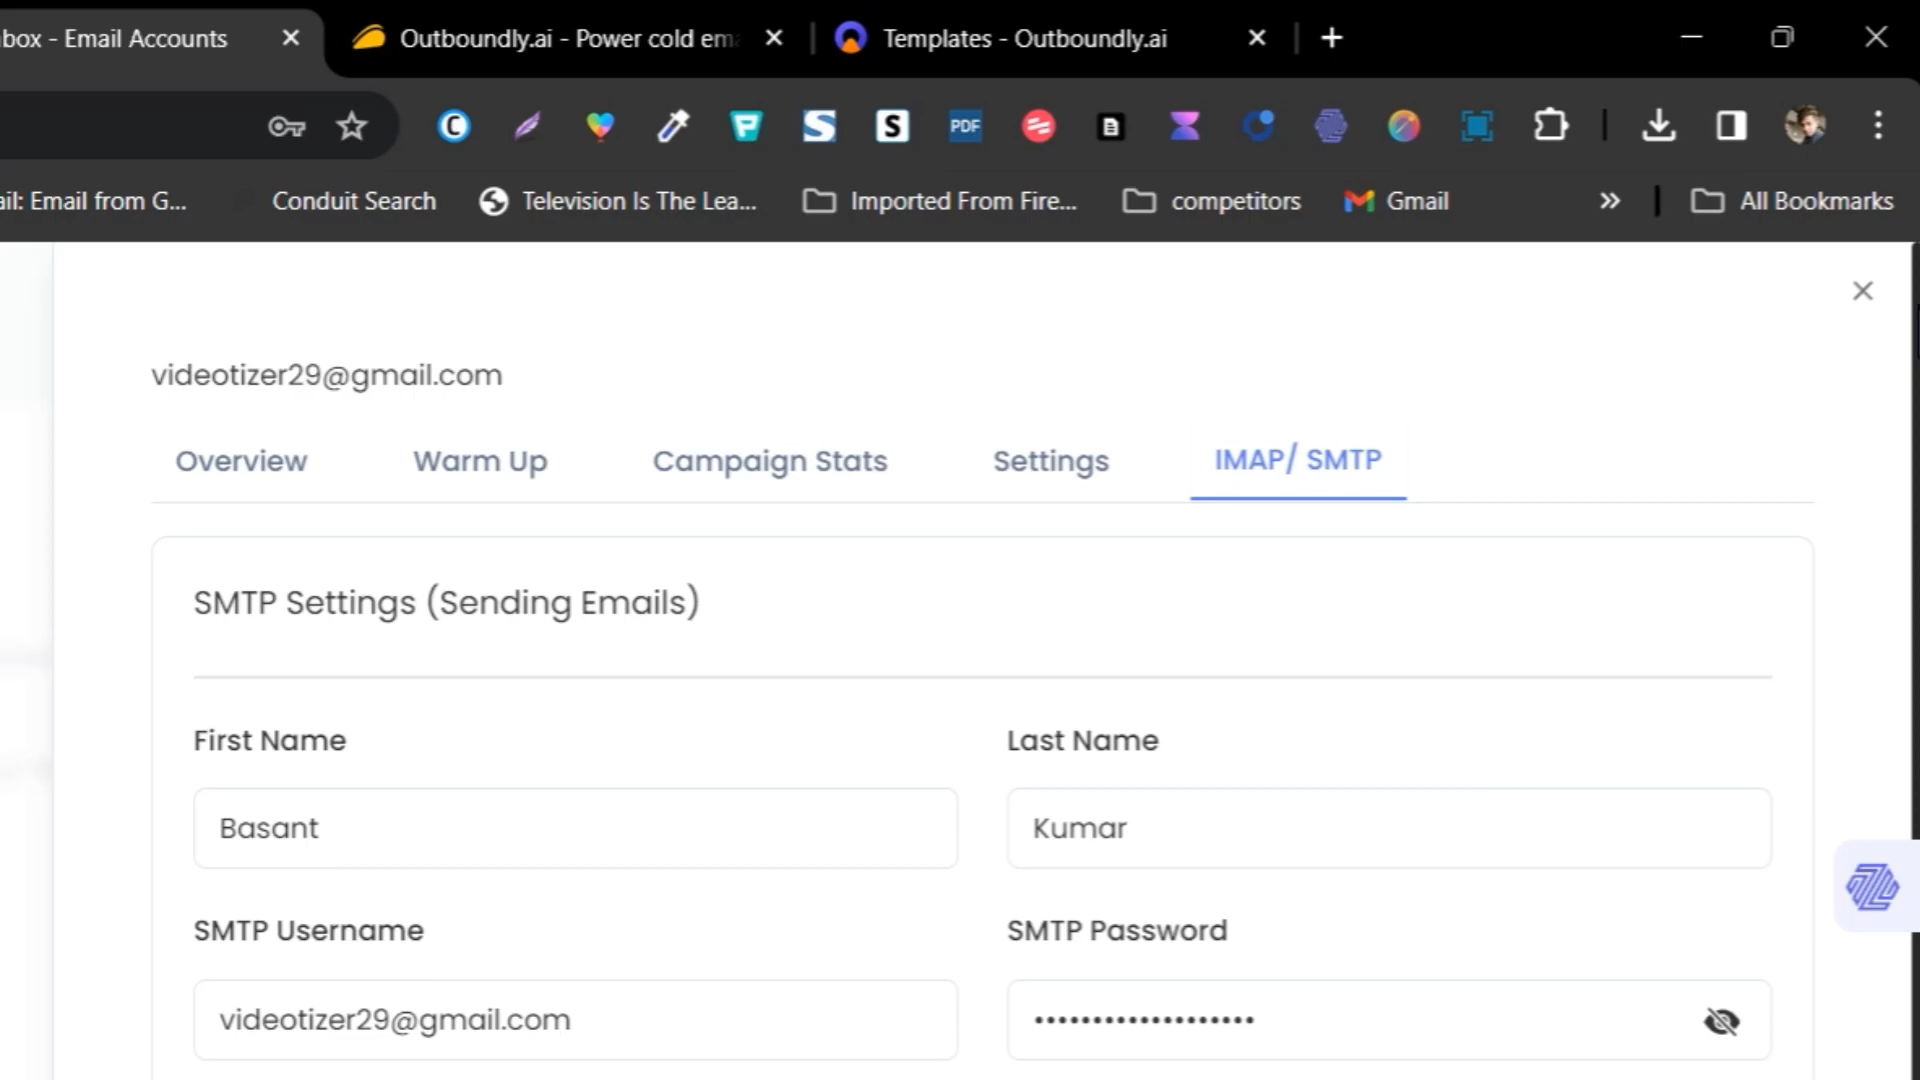 box - Email Accounts
Outboundly.ai - Power cold ema
Templates - Outboundly.ai
PDF
ail: Email from G...
Conduit Search
Television Is The Lea...
Imported From Fire...
competitors
Gmail
All Bookmarks
videotizer29@gmail.com
Overview
Warm Up
Campaign Stats
Settings
IMAP/ SMTP
SMTP Settings (Sending Emails)
First Name
Last Name
Basant
Kumar
SMTP Username
SMTP Password
videotizer29@gmail.com
•••••••••••••••••••